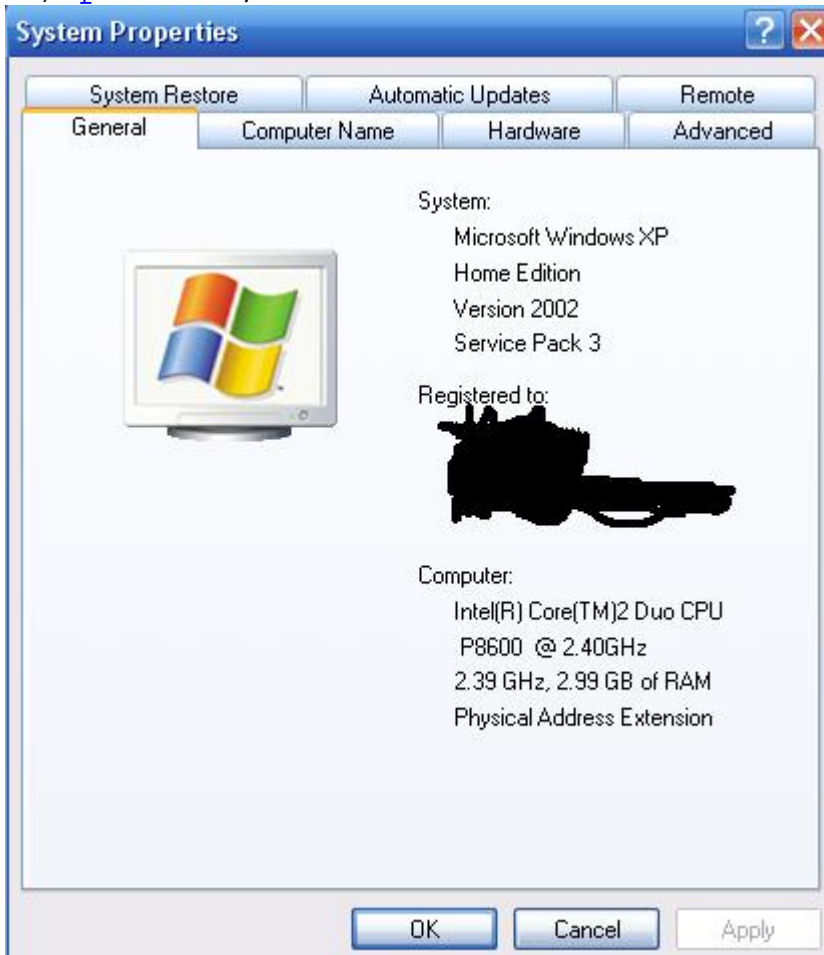 System Properties
System Restore Automatic Updates Remote
General Computer Name Hardware Advanced
System:
Microsoft Windows XP
Home Edition
Version 2002
Service Pack 3
Registered to:
Computer:
Intel(R) Core(TM)2 Duo CPU
P8600 @ 2.40GHz
2.39 GHz, 2.99 GB of RAM
Physical Address Extension
OK Cancel Apply